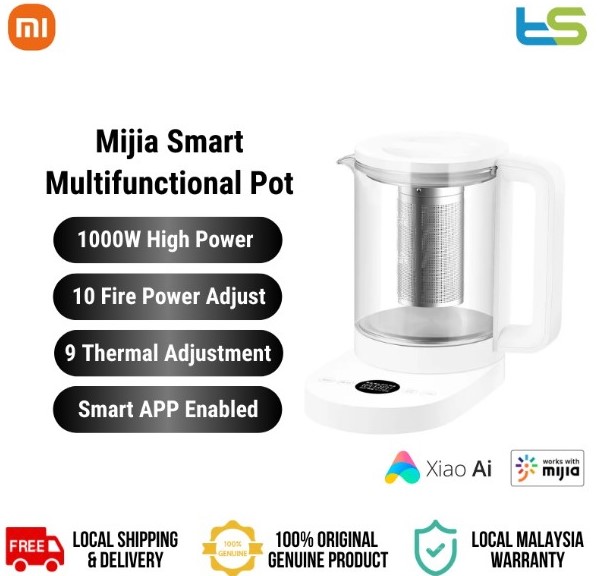 mi
ts
Mijia Smart
Multifunctional Pot
1000W High Power
10 Fire Power Adjust
9 Thermal Adjustment
Smart APP Enabled
Xiao Ai
works with
mijia
FREE
LOCAL SHIPPING
& DELIVERY
100%
GENUINE
100% ORIGINAL
GENUINE PRODUCT
LOCAL MALAYSIA
WARRANTY